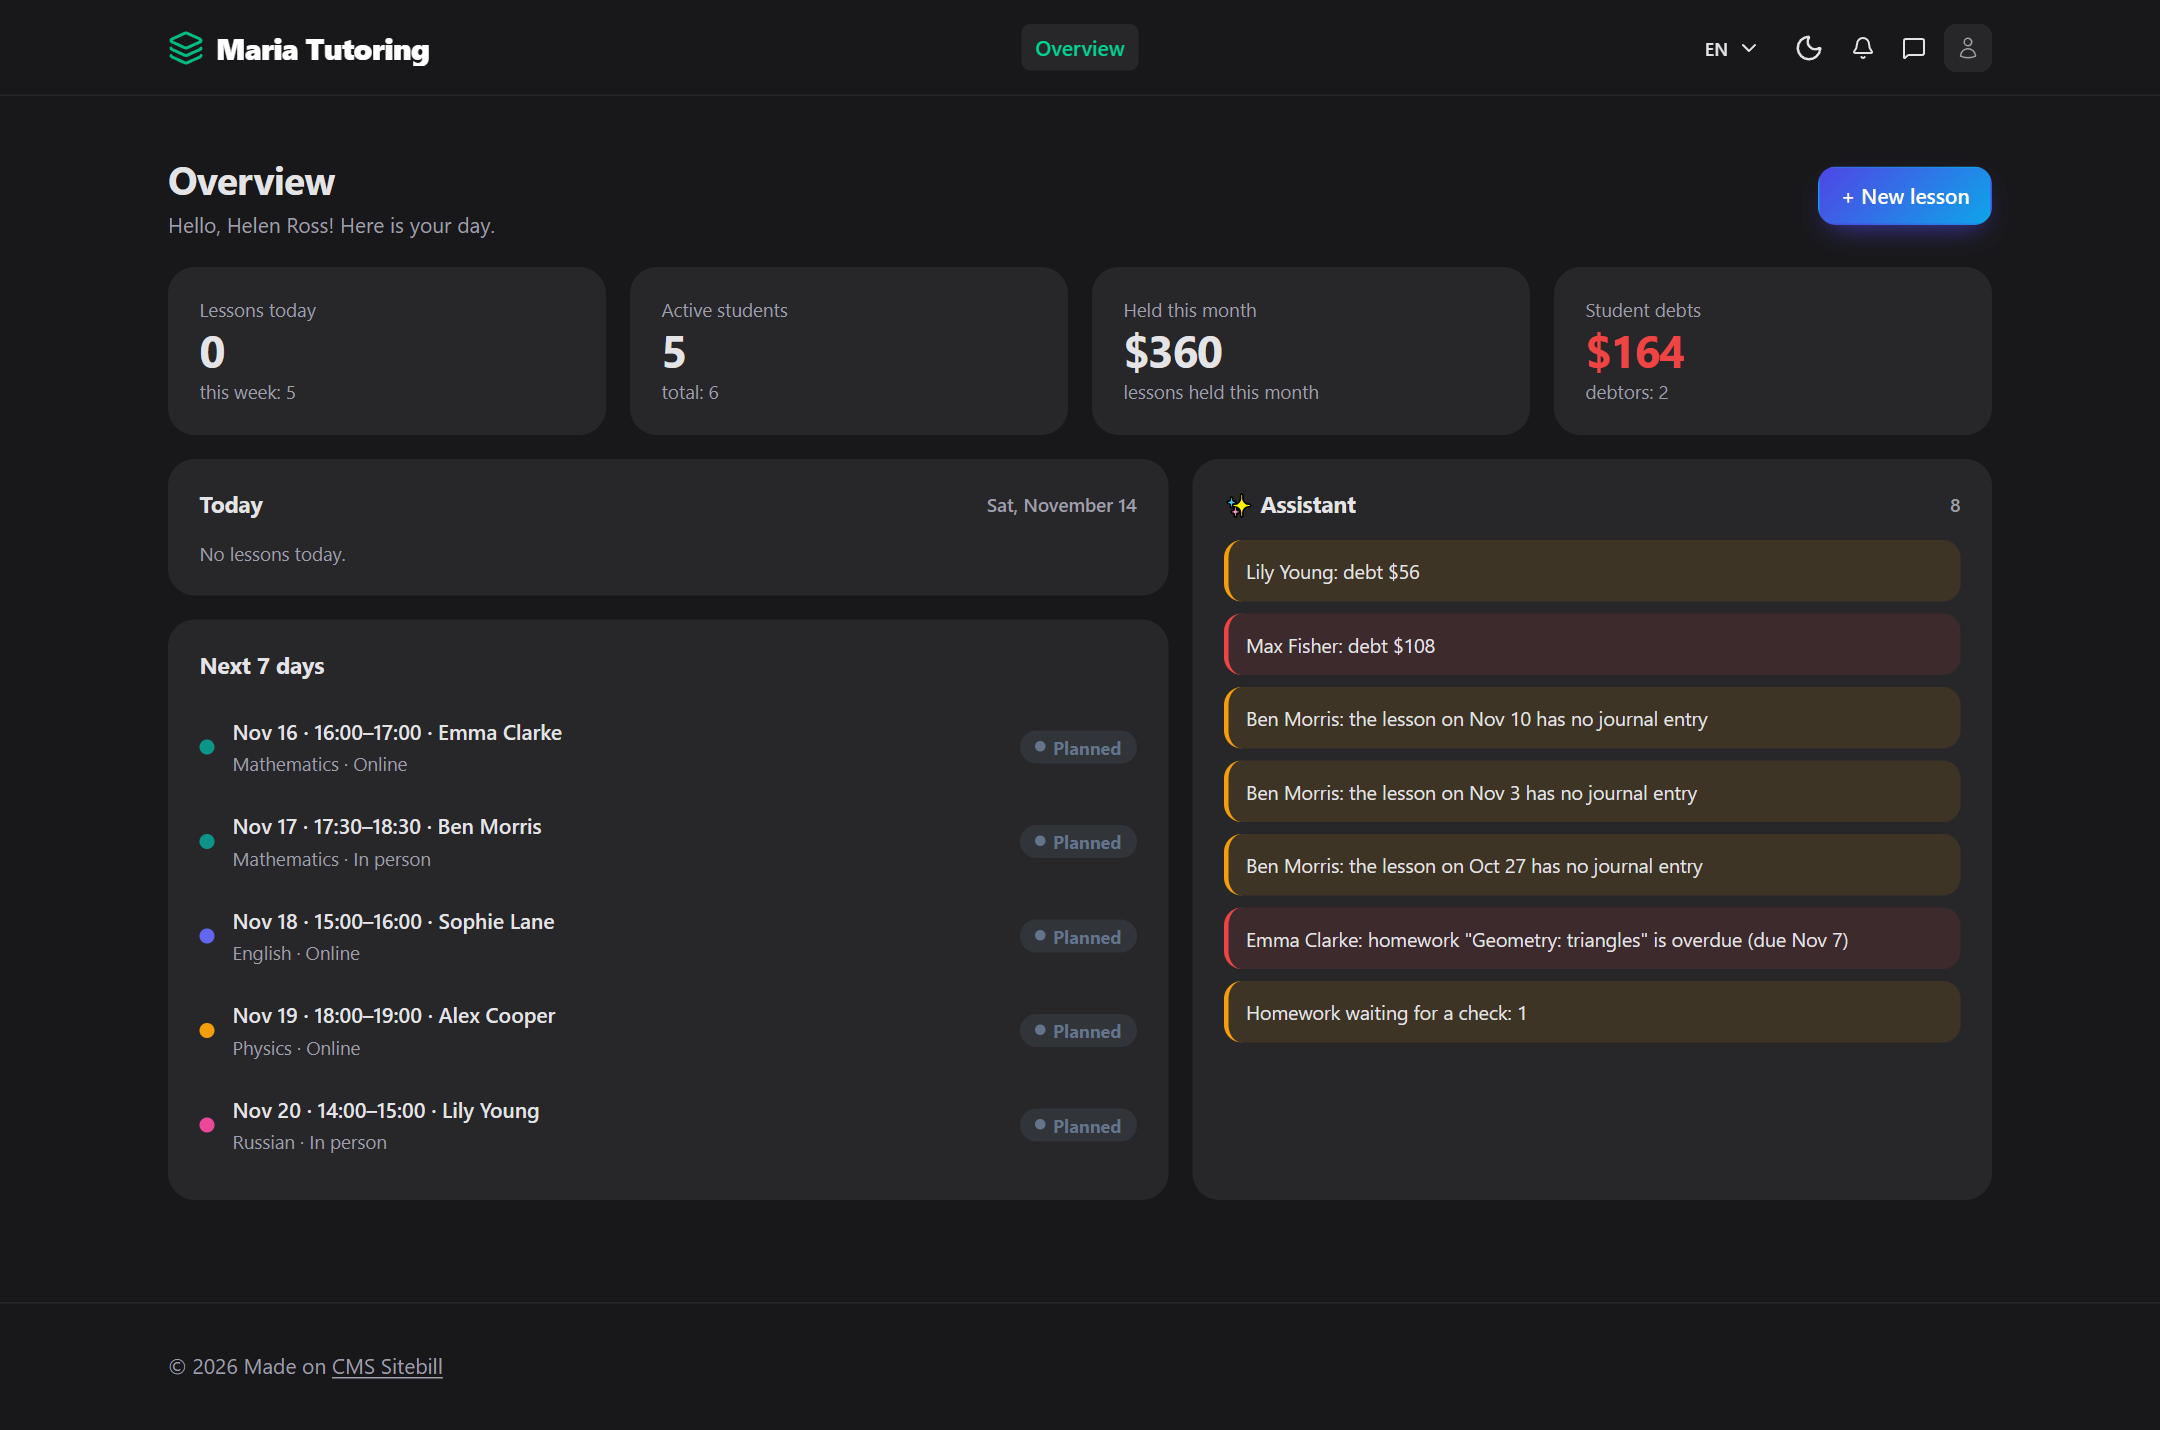 Maria Tutoring
Overview
EN
Overview
Hello, Helen Ross! Here is your day.
+ New lesson
Lessons today
0
this week: 5
Active students
5
total: 6
Held this month
$360
lessons held this month
Student debts
$164
debtors: 2
Today
Sat, November 14
No lessons today.
Next 7 days
Nov 16 · 16:00–17:00 · Emma Clarke
Mathematics · Online
Planned
Nov 17 · 17:30–18:30 · Ben Morris
Mathematics · In person
Planned
Nov 18 · 15:00–16:00 · Sophie Lane
English · Online
Planned
Nov 19 · 18:00–19:00 · Alex Cooper
Physics · Online
Planned
Nov 20 · 14:00–15:00 · Lily Young
Russian · In person
Planned
✨ Assistant
8
Lily Young: debt $56
Max Fisher: debt $108
Ben Morris: the lesson on Nov 10 has no journal entry
Ben Morris: the lesson on Nov 3 has no journal entry
Ben Morris: the lesson on Oct 27 has no journal entry
Emma Clarke: homework "Geometry: triangles" is overdue (due Nov 7)
Homework waiting for a check: 1
© 2026 Made on CMS Sitebill